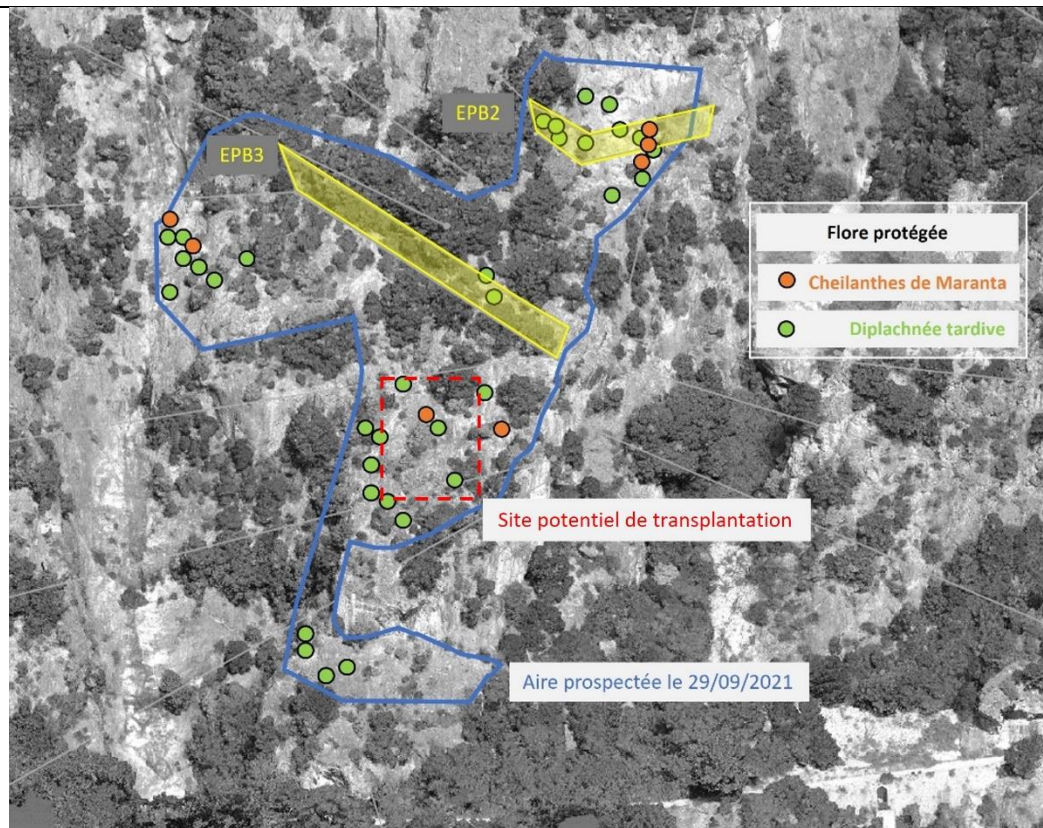 EPB2
EPB3
Flore protégée
Cheilanthes de Maranta
Diplachnée tardive
Site potentiel de transplantation
Aire prospectée le 29/09/2021